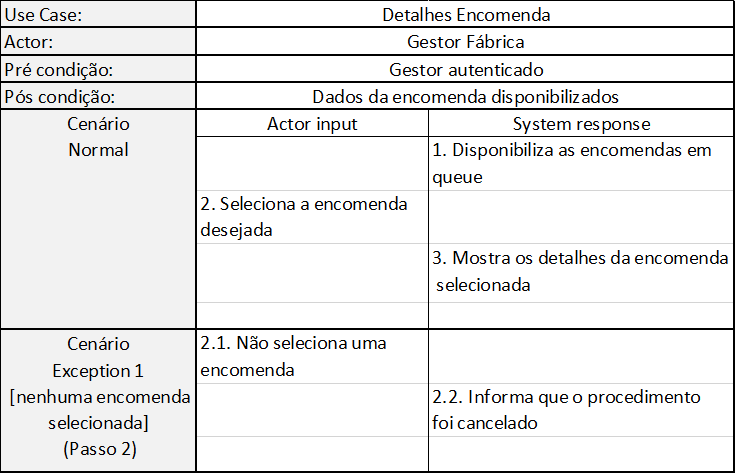 Use Case: Detalhes Encomenda
Actor: Gestor Fábrica
Pré condição: Gestor autenticado
Pós condição: Dados da encomenda disponibilizados
Cenário
Normal
Actor input
System response
1. Disponibiliza as encomendas em
queue
2. Seleciona a encomenda
desejada
3. Mostra os detalhes da encomenda
selecionada
Cenário
Exception 1
[nenhuma encomenda
selecionada]
(Passo 2)
2.1. Não seleciona uma
encomenda
2.2. Informa que o procedimento
foi cancelado